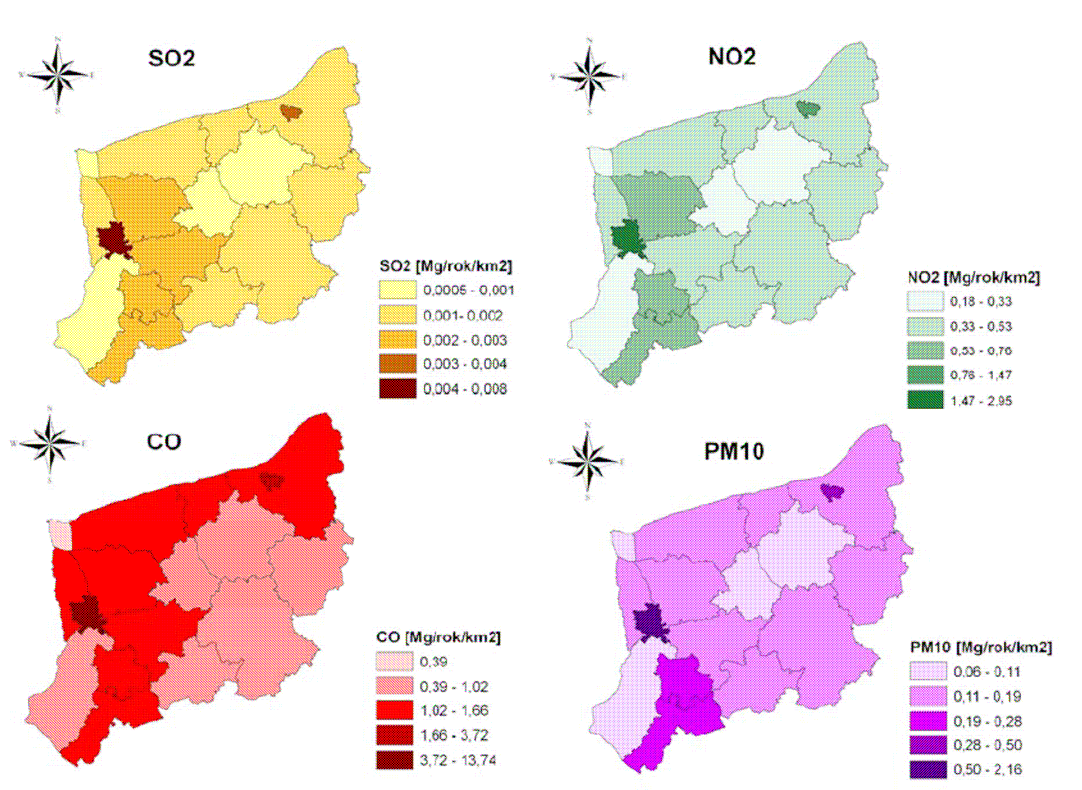 SO2
SO2 [Mg/rok/km2]
0,0005 - 0,001
0,001- 0,002
0,002 - 0,003
0,003 - 0,004
0,004 - 0,008
NO2
NO2 [Mg/rok/km2]
0,18 - 0,33
0,33 - 0,53
0,53 - 0,76
0,76 - 1,47
1,47 - 2,95
CO
CO [Mg/rok/km2]
0,39
0,39 - 1,02
1,02 - 1,66
1,66 - 3,72
3,72 - 13,74
PM10
PM10 [Mg/rok/km2]
0,06 - 0,11
0,11 - 0,19
0,19 - 0,28
0,28 - 0,50
0,50 - 2,16